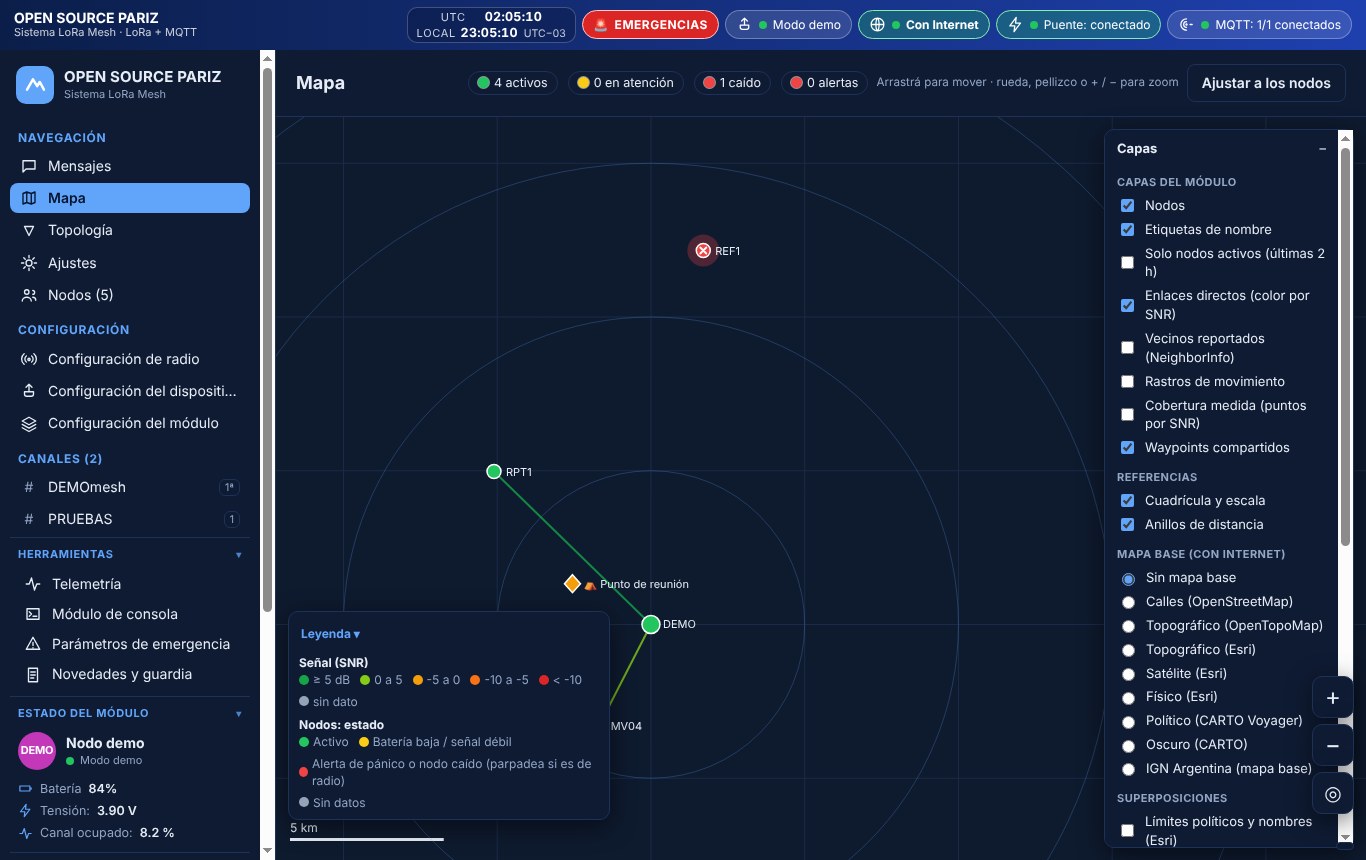 OPEN SOURCE PARIZ
Sistema LoRa Mesh · LoRa + MQTT
UTC 02:05:10
LOCAL 23:05:10 UTC−03
🚨 EMERGENCIAS
Modo demo
Con Internet
Puente: conectado
MQTT: 1/1 conectados
OPEN SOURCE PARIZ
Sistema LoRa Mesh
NAVEGACIÓN
Mensajes
Mapa
Topología
Ajustes
Nodos (5)
CONFIGURACIÓN
Configuración de radio
Configuración del dispositi...
Configuración del módulo
CANALES (2)
# DEMOmesh 1ª
# PRUEBAS 1
HERRAMIENTAS ▾
Telemetría
Módulo de consola
Parámetros de emergencia
Novedades y guardia
ESTADO DEL MÓDULO ▾
DEMO
Nodo demo
Modo demo
Batería 84%
Tensión: 3.90 V
Canal ocupado: 8.2 %
Mapa
4 activos
0 en atención
1 caído
0 alertas
Arrastrá para mover · rueda, pellizco o + / − para zoom
Ajustar a los nodos
REF1
RPT1
⛺ Punto de reunión
DEMO
MV04
Leyenda ▾
Señal (SNR)
≥ 5 dB 0 a 5 -5 a 0 -10 a -5 < -10
sin dato
Nodos: estado
Activo Batería baja / señal débil
Alerta de pánico o nodo caído (parpadea si es de
radio)
Sin datos
5 km
Capas −
CAPAS DEL MÓDULO
Nodos
Etiquetas de nombre
Solo nodos activos (últimas 2
h)
Enlaces directos (color por
SNR)
Vecinos reportados
(NeighborInfo)
Rastros de movimiento
Cobertura medida (puntos
por SNR)
Waypoints compartidos
REFERENCIAS
Cuadrícula y escala
Anillos de distancia
MAPA BASE (CON INTERNET)
Sin mapa base
Calles (OpenStreetMap)
Topográfico (OpenTopoMap)
Topográfico (Esri)
Satélite (Esri)
Físico (Esri)
Político (CARTO Voyager)
Oscuro (CARTO)
IGN Argentina (mapa base)
SUPERPOSICIONES
Límites políticos y nombres
(Esri)
+
−
◎